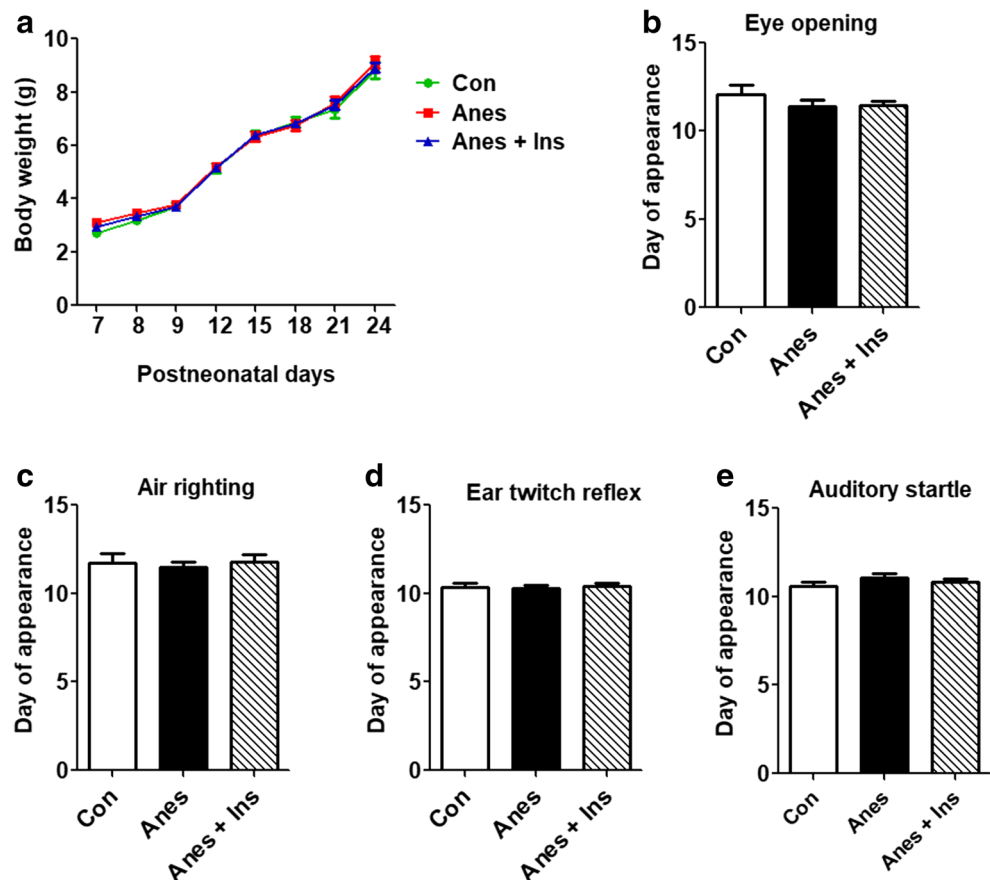 a
Body weight (g)
10
8
6
4
2
0
7 8 9 12 15 18 21 24
Postneonatal days
Con
Anes
Anes + Ins
b
Eye opening
Day of appearance
15
10
5
0
Con
Anes
Anes + Ins
c
Air righting
Day of appearance
15
10
5
0
Con
Anes
Anes + Ins
d
Ear twitch reflex
Day of appearance
15
10
5
0
Con
Anes
Anes + Ins
e
Auditory startle
Day of appearance
15
10
5
0
Con
Anes
Anes + Ins